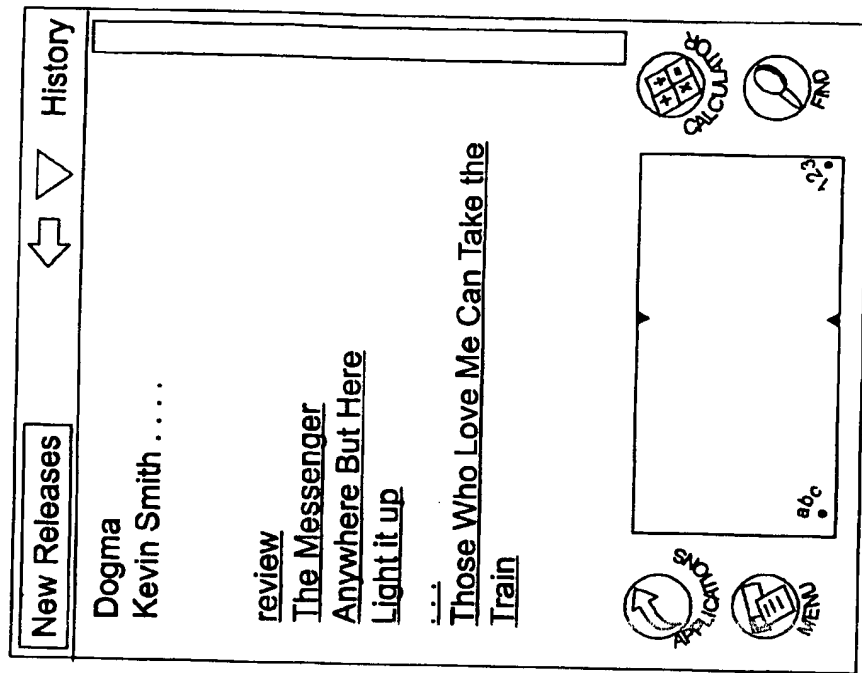 New Releases History
Dogma
Kevin Smith . . . .
review
The Messenger
Anywhere But Here
Light it up
. . .
Those Who Love Me Can Take the
Train
APPLICATIONS
MENU
abc
123
CALCULATOR
+ -
÷ x =
FIND